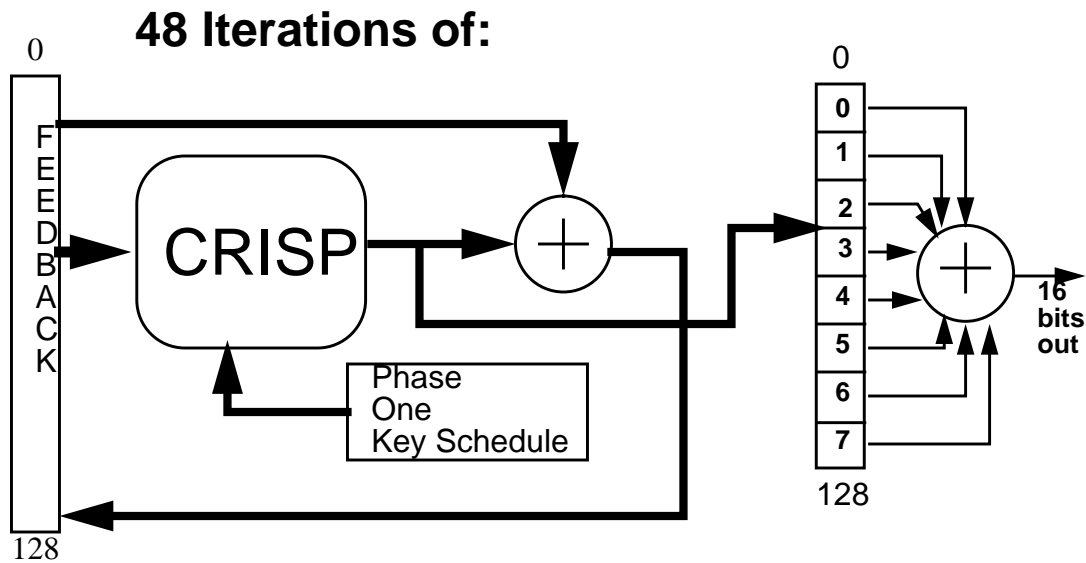 48 Iterations of:
0
FEEDBACK
128
CRISP
Phase
One
Key Schedule
0
0
1
2
3
4
5
6
7
128
16
bits
out